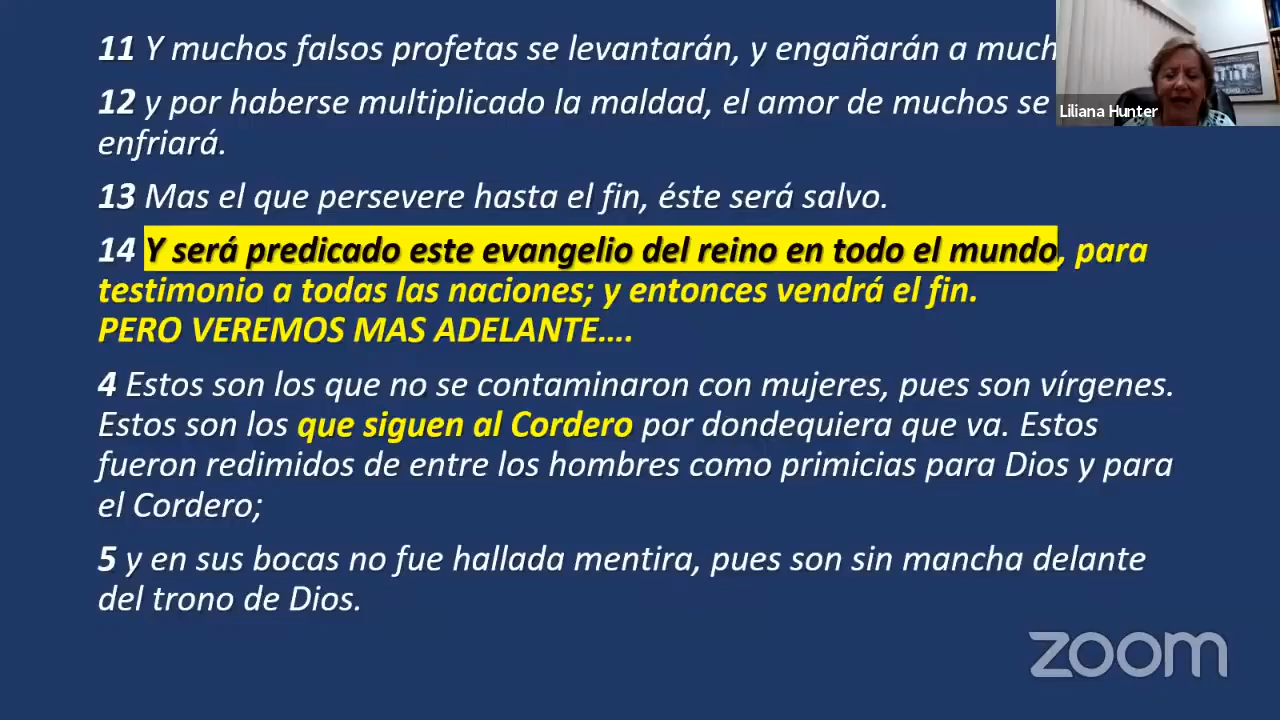 11 Y muchos falsos profetas se levantarán, y engañarán a much
12 y por haberse multiplicado la maldad, el amor de muchos se
enfriará.
13 Mas el que persevere hasta el fin, éste será salvo.
14 Y será predicado este evangelio del reino en todo el mundo, para
testimonio a todas las naciones; y entonces vendrá el fin.
PERO VEREMOS MAS ADELANTE....
4 Estos son los que no se contaminaron con mujeres, pues son vírgenes.
Estos son los que siguen al Cordero por dondequiera que va. Estos
fueron redimidos de entre los hombres como primicias para Dios y para
el Cordero;
5 y en sus bocas no fue hallada mentira, pues son sin mancha delante
del trono de Dios.
Liliana Hunter
zoom